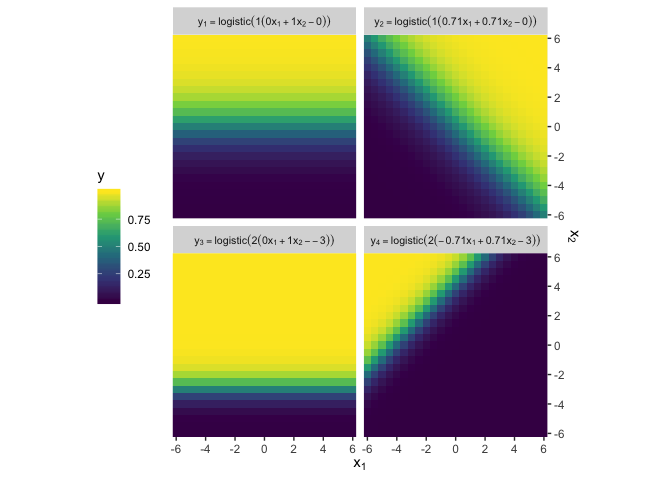 y₁ = logistic(1(0x₁ + 1x₂ − 0))
y₂ = logistic(1(0.71x₁ + 0.71x₂ − 0))
6
4
2
0
-2
-4
-6
y
0.75
0.50
0.25
x₂
y₃ = logistic(2(0x₁ + 1x₂ − − 3))
y₄ = logistic(2(− 0.71x₁ + 0.71x₂ − 3))
6
4
2
0
-2
-4
-6
-6 -4 -2 0 2 4 6 -6 -4 -2 0 2 4 6
x₁